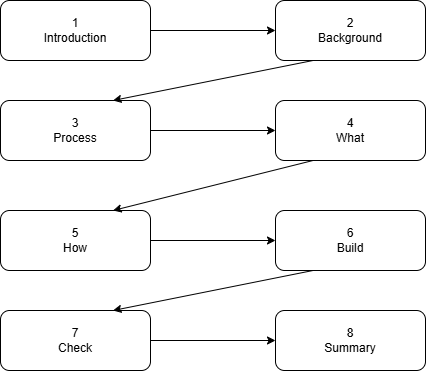 1
Introduction
2
Background
3
Process
4
What
5
How
6
Build
7
Check
8
Summary